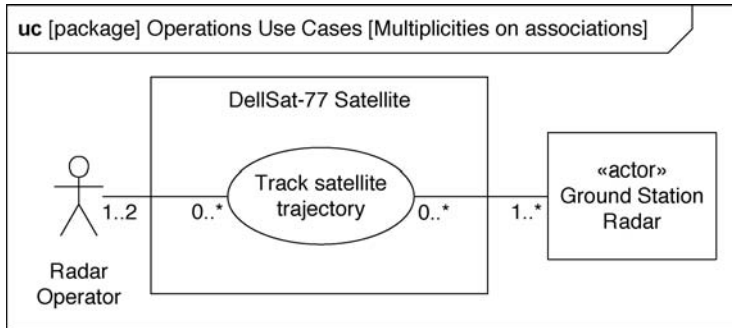 uc [package] Operations Use Cases [Multiplicities on associations]
DellSat-77 Satellite
Track satellite
trajectory
«actor»
Ground Station
Radar
1..2
0..*
0..*
1..*
Radar
Operator